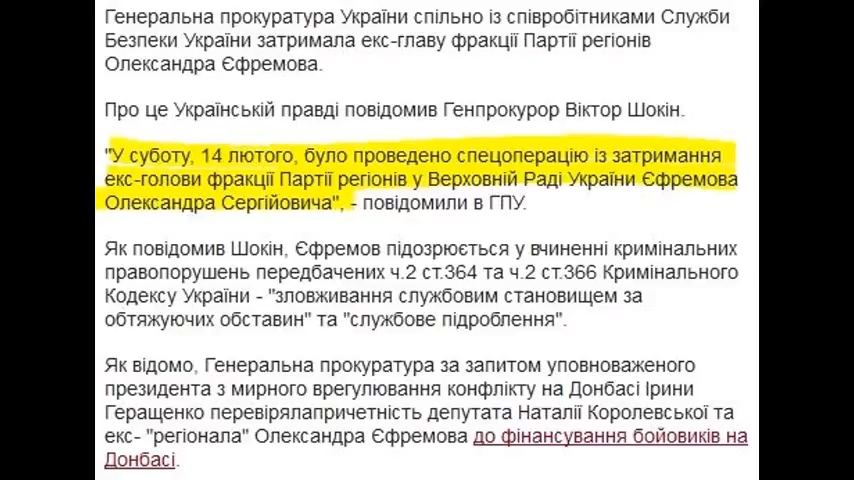 Генеральна прокуратура України спільно із співробітниками Служби
Безпеки України затримала екс-главу фракції Партії регіонів
Олександра Єфремова.
Про це Українській правді повідомив Генпрокурор Віктор Шокін.
"У суботу, 14 лютого, було проведено спецоперацію із затримання
екс-голови фракції Партії регіонів у Верховній Раді України Єфремова
Олександра Сергійовича", - повідомили в ГПУ.
Як повідомив Шокін, Єфремов підозрюється у вчиненні кримінальних
правопорушень передбачених ч.2 ст.364 та ч.2 ст.366 Кримінального
Кодексу України - "зловживання службовим становищем за
обтяжуючих обставин" та "службове підроблення".
Як відомо, Генеральна прокуратура за запитом уповноваженого
президента з мирного врегулювання конфлікту на Донбасі Ірини
Геращенко перевірялапричетність депутата Наталії Королевської та
екс- "регіонала" Олександра Єфремова до фінансування бойовиків на
Донбасі.